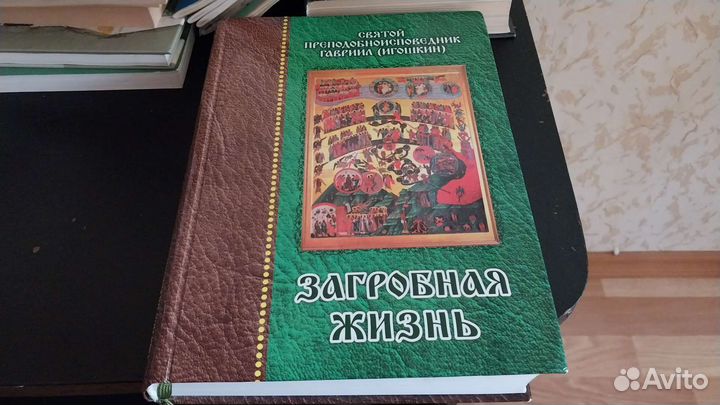 СВЯТОЙ
ПРЕПОДОБНОИСПОВЕДНИК
ГАВРИИЛ (ИГОШКИН)
ЗАГРОБНАЯ
ЖИЗНЬ
Avito